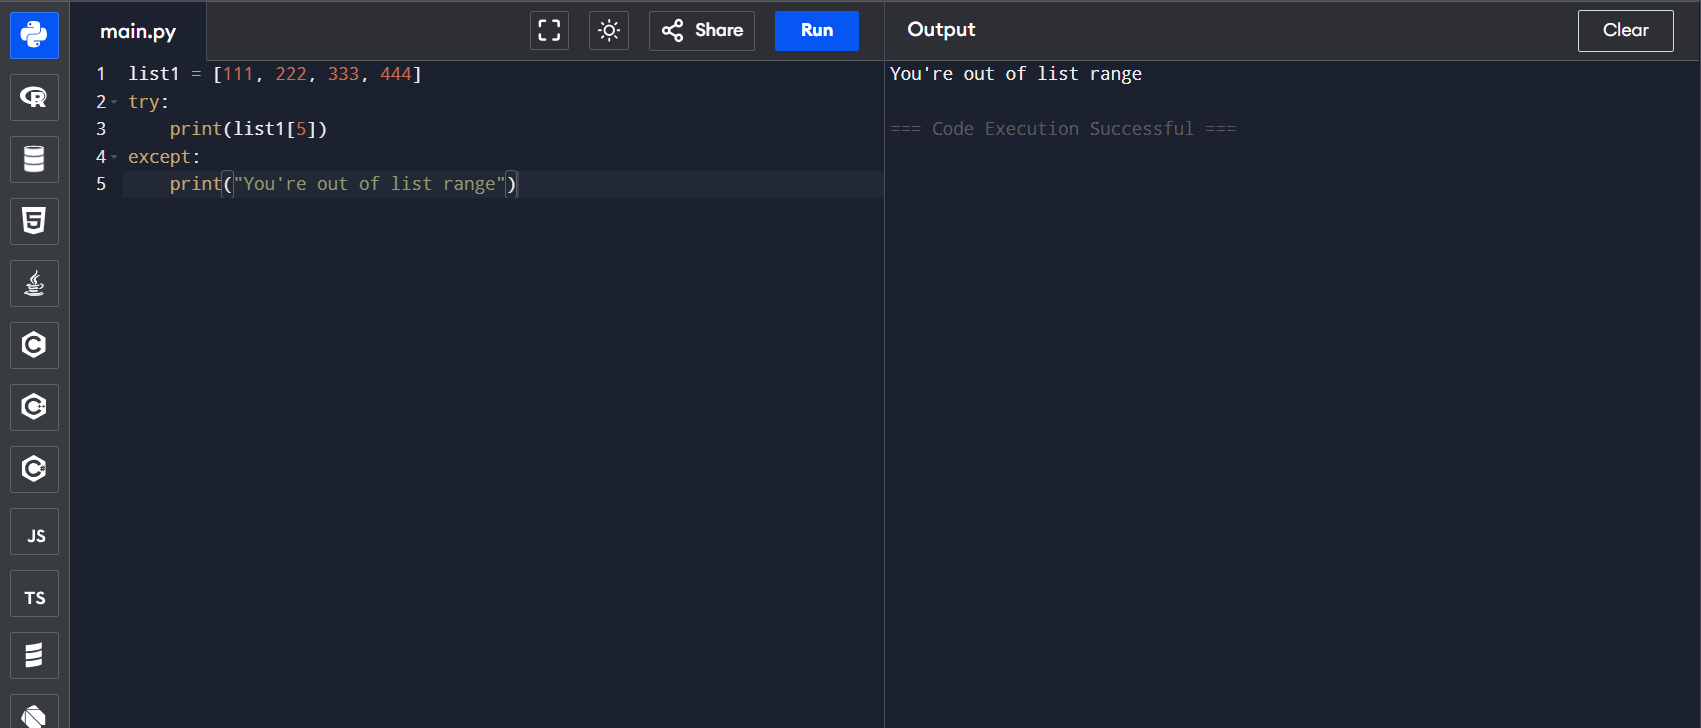 main.py
Share
Run
Output
Clear
1 list1 = [111, 222, 333, 444]
2 try:
3     print(list1[5])
4 except:
5     print("You're out of list range")
You're out of list range
=== Code Execution Successful ===
R
5
C
C++
C#
JS
TS